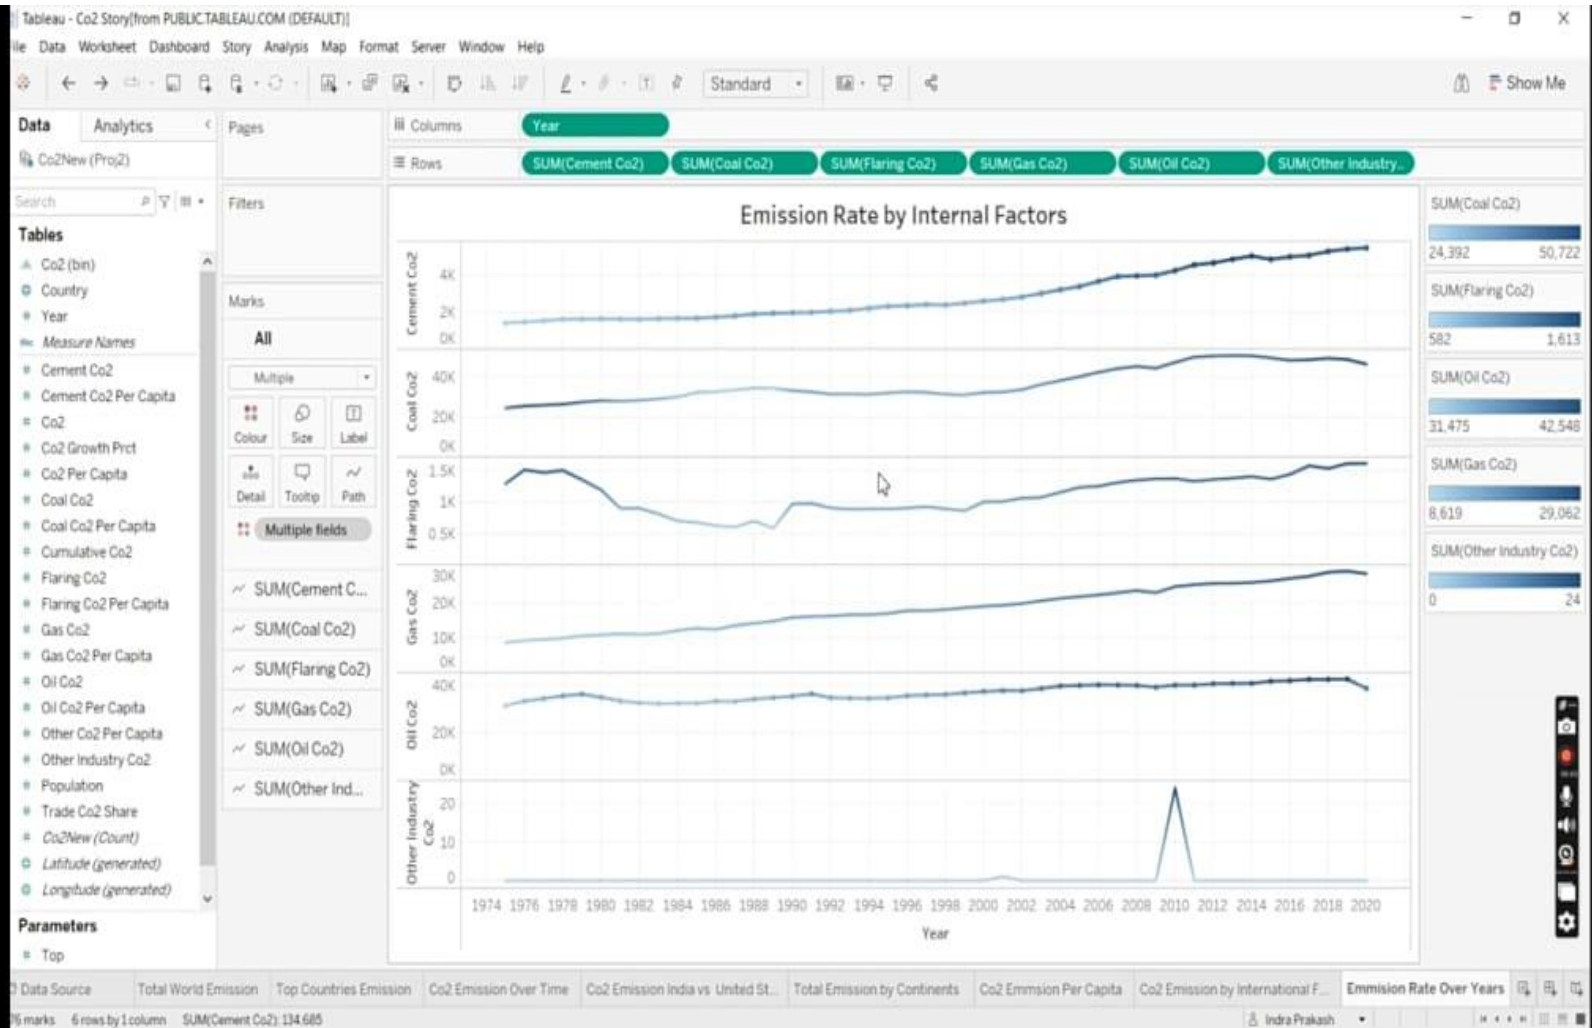 Tableau - Co2 Story[from PUBLIC.TABLEAU.COM (DEFAULT)]
ile Data Worksheet Dashboard Story Analysis Map Format Server Window Help
Standard
Show Me
Data Analytics
Co2New (Proj2)
Search
Tables
Co2 (bin)
Country
Year
Measure Names
Cement Co2
Cement Co2 Per Capita
Co2
Co2 Growth Prct
Co2 Per Capita
Coal Co2
Coal Co2 Per Capita
Cumulative Co2
Flaring Co2
Flaring Co2 Per Capita
Gas Co2
Gas Co2 Per Capita
Oil Co2
Oil Co2 Per Capita
Other Co2 Per Capita
Other Industry Co2
Population
Trade Co2 Share
Co2New (Count)
Latitude (generated)
Longitude (generated)
Parameters
Top
Pages
Filters
Marks
All
Multiple
Colour Size Label
Detail Tooltip Path
Multiple fields
SUM(Cement C...
SUM(Coal Co2)
SUM(Flaring Co2)
SUM(Gas Co2)
SUM(Oil Co2)
SUM(Other Ind...
Columns Year
Rows SUM(Cement Co2) SUM(Coal Co2) SUM(Flaring Co2) SUM(Gas Co2) SUM(Oil Co2) SUM(Other Industry..
Emission Rate by Internal Factors
Cement Co2
4K
2K
0K
Coal Co2
40K
20K
0K
Flaring Co2
1.5K
1K
0.5K
Gas Co2
30K
20K
10K
0K
Oil Co2
40K
20K
0K
Other Industry
Co2
20
10
0
1974 1976 1978 1980 1982 1984 1986 1988 1990 1992 1994 1996 1998 2000 2002 2004 2006 2008 2010 2012 2014 2016 2018 2020
Year
SUM(Coal Co2)
24,392 50,722
SUM(Flaring Co2)
582 1,613
SUM(Oil Co2)
31,475 42,548
SUM(Gas Co2)
8,619 29,062
SUM(Other Industry Co2)
0 24
Data Source Total World Emission Top Countries Emission Co2 Emission Over Time Co2 Emission India vs United St... Total Emission by Continents Co2 Emmsion Per Capita Co2 Emission by International F... Emmision Rate Over Years
6 marks 6 rows by 1 column SUM(Cement Co2): 134,685
Indra Prakash